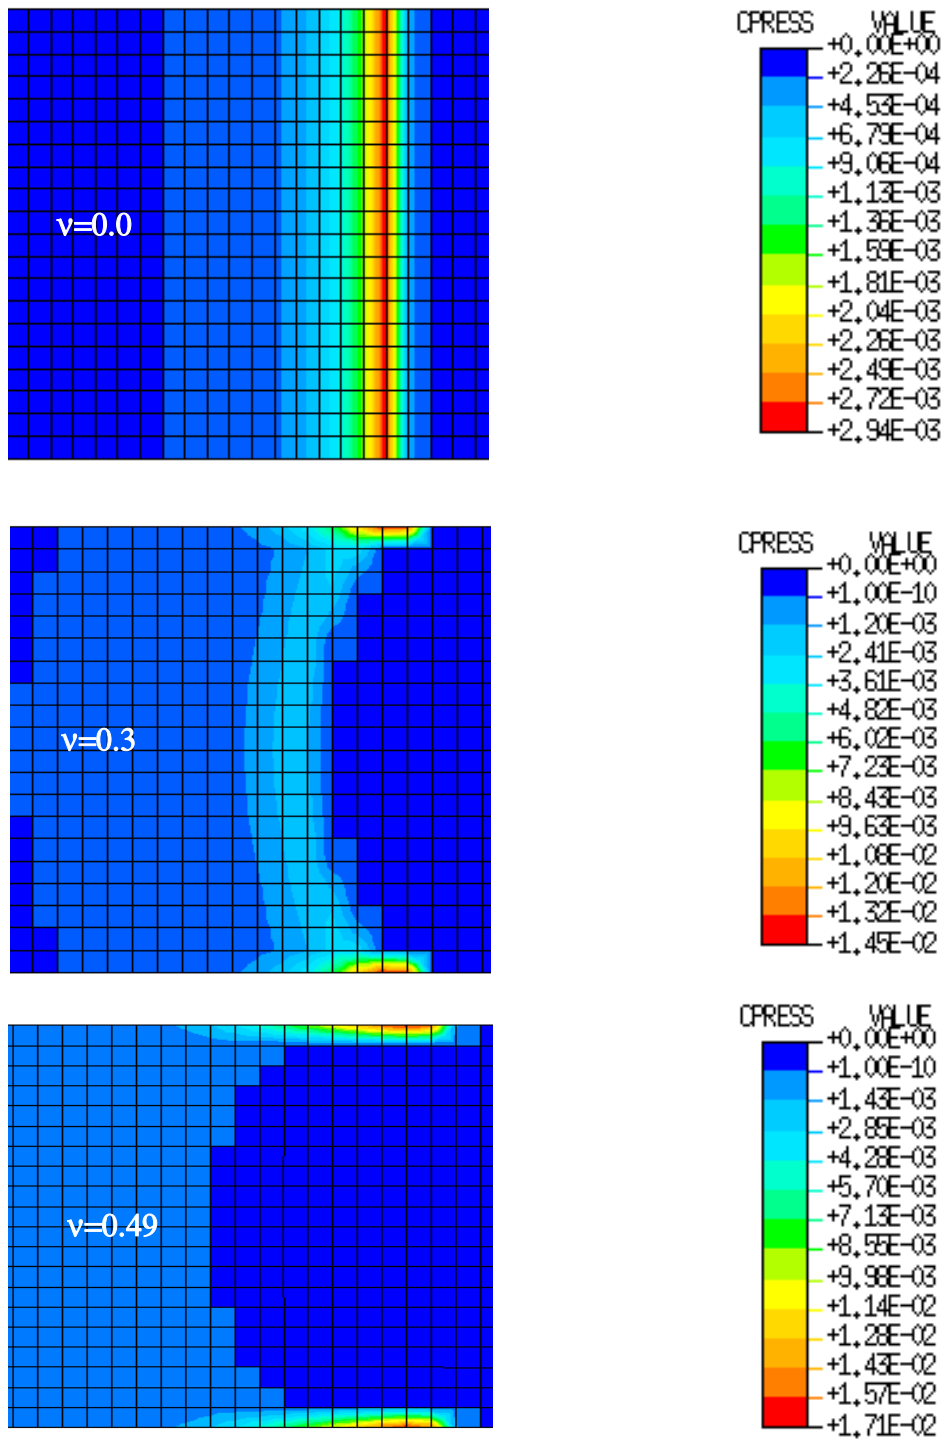 CPRESS VALUE
+0.00E+00
+2.26E-04
+4.53E-04
+6.79E-04
+9.06E-04
+1.13E-03
+1.36E-03
+1.59E-03
+1.81E-03
+2.04E-03
+2.26E-03
+2.49E-03
+2.72E-03
+2.94E-03
ν=0.0
CPRESS VALUE
+0.00E+00
+1.00E-10
+1.20E-03
+2.41E-03
+3.61E-03
+4.82E-03
+6.02E-03
+7.23E-03
+8.43E-03
+9.63E-03
+1.08E-02
+1.20E-02
+1.32E-02
+1.45E-02
ν=0.3
CPRESS VALUE
+0.00E+00
+1.00E-10
+1.43E-03
+2.85E-03
+4.28E-03
+5.70E-03
+7.13E-03
+8.55E-03
+9.98E-03
+1.14E-02
+1.28E-02
+1.43E-02
+1.57E-02
+1.71E-02
ν=0.49